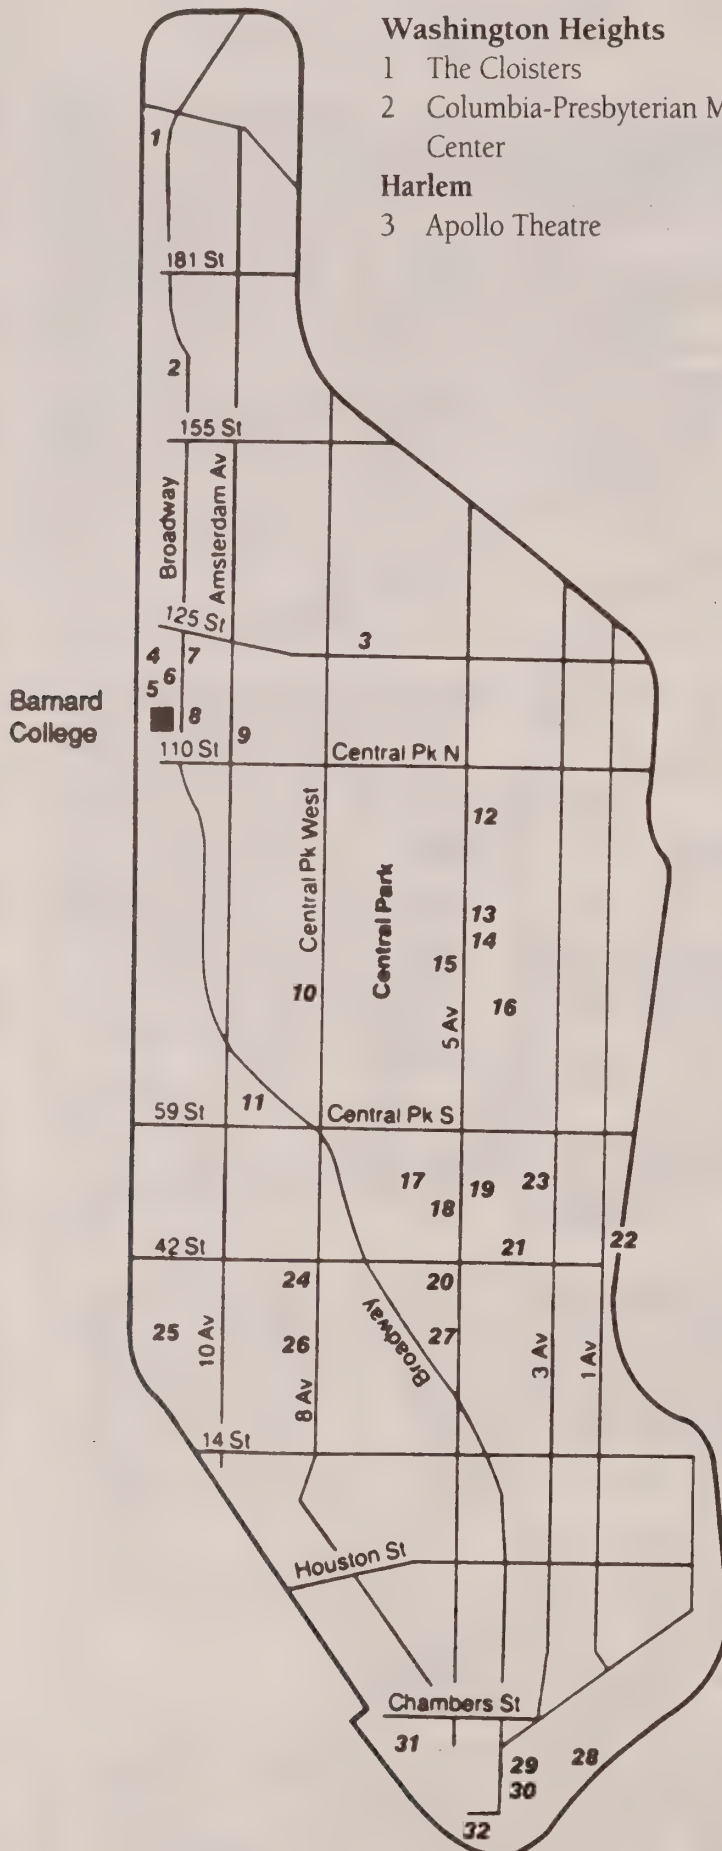 Washington Heights
1 The Cloisters
2 Columbia-Presbyterian M
Center
Harlem
3 Apollo Theatre
1
181 St
2
155 St
Broadway
Amsterdam Av
125 St
3
4
7
6
5
Barnard
College
8
9
110 St
Central Pk N
Central Pk West
Central Park
12
13
14
15
10
16
5 Av
11
59 St
Central Pk S
17
19
23
18
22
42 St
21
24
20
25
10 Av
26
Broadway
27
3 Av
1 Av
8 Av
14 St
Houston St
Chambers St
31
29
28
30
32